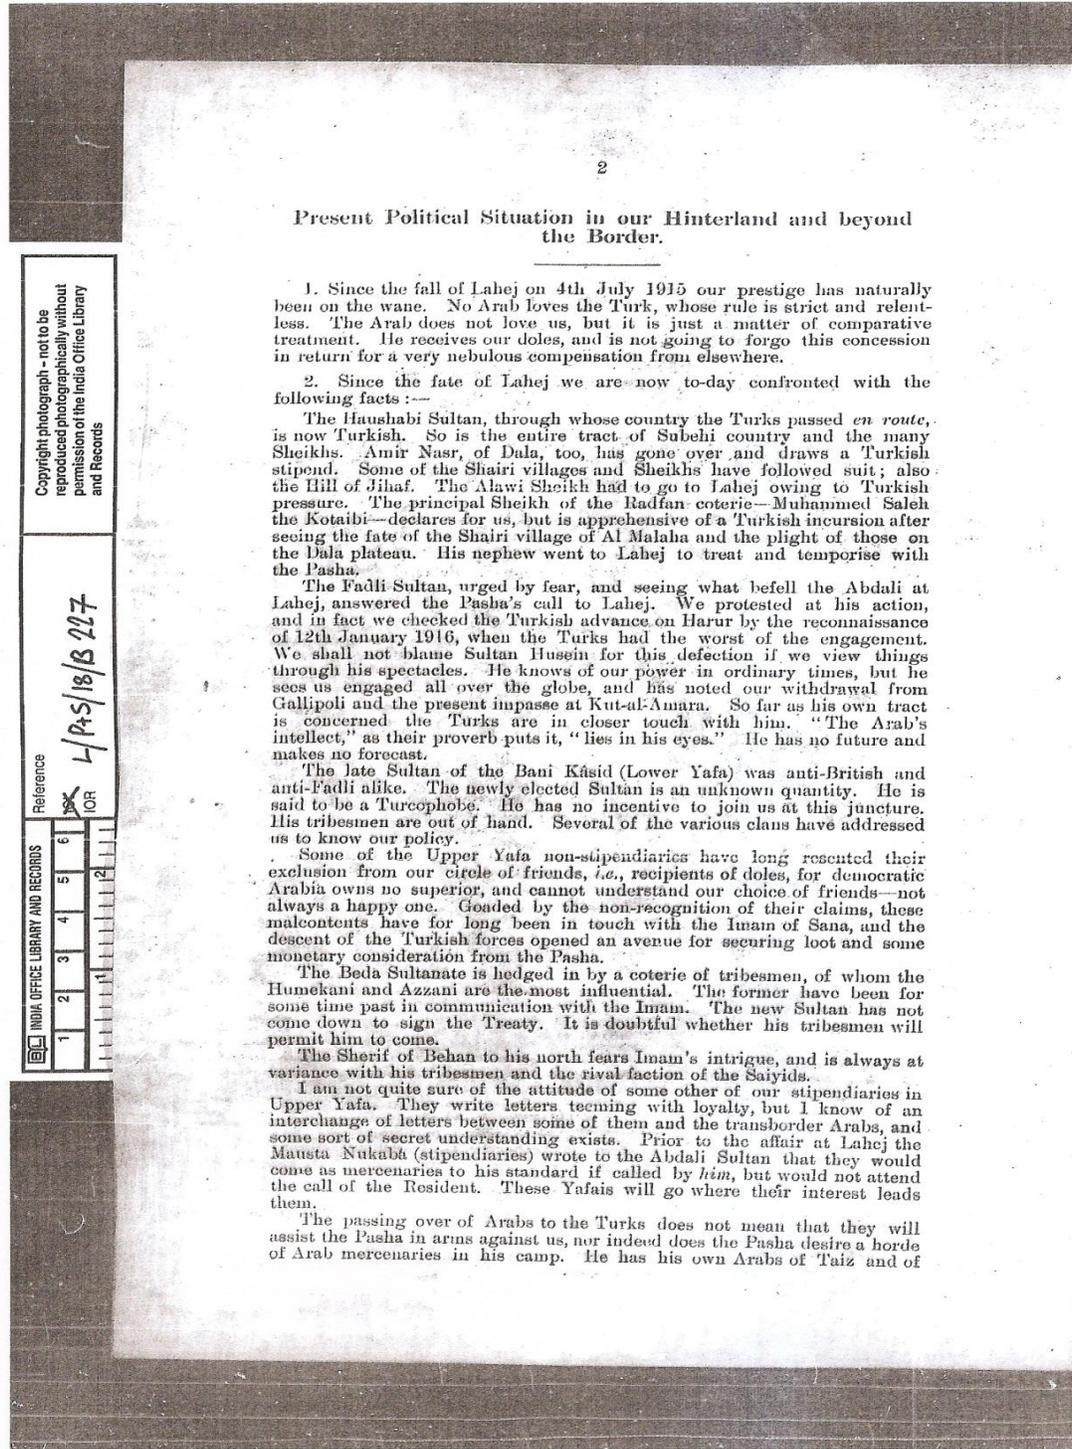 2
Present Political Situation in our Hinterland and beyond
the Border.
1. Since the fall of Lahej on 4th July 1915 our prestige has naturally
been on the wane. No Arab loves the Turk, whose rule is strict and relent-
less. The Arab does not love us, but it is just a matter of comparative
treatment. He receives our doles, and is not going to forgo this concession
in return for a very nebulous compensation from elsewhere.
2. Since the fate of Lahej we are now to-day confronted with the
following facts :—
The Haushabi Sultan, through whose country the Turks passed en route,
is now Turkish. So is the entire tract of Subehi country and the many
Sheikhs. Amir Nasr, of Dala, too, has gone over and draws a Turkish
stipend. Some of the Shairi villages and Sheikhs have followed suit; also
the Hill of Jihaf. The Alawi Sheikh had to go to Lahej owing to Turkish
pressure. The principal Sheikh of the Radfan coterie—Muhammed Saleh
the Kotaibi—declares for us, but is apprehensive of a Turkish incursion after
seeing the fate of the Shairi village of Al Malaha and the plight of those on
the Dala plateau. His nephew went to Lahej to treat and temporise with
the Pasha.
The Fadli Sultan, urged by fear, and seeing what befell the Abdali at
Lahej, answered the Pasha's call to Lahej. We protested at his action,
and in fact we checked the Turkish advance on Harur by the reconnaissance
of 12th January 1916, when the Turks had the worst of the engagement.
We shall not blame Sultan Husein for this defection if we view things
through his spectacles. He knows of our power in ordinary times, but he
sees us engaged all over the globe, and has noted our withdrawal from
Gallipoli and the present impasse at Kut-al-Amara. So far as his own tract
is concerned the Turks are in closer touch with him. "The Arab's
intellect," as their proverb puts it, "lies in his eyes." He has no future and
makes no forecast.
The late Sultan of the Bani Kâsid (Lower Yafa) was anti-British and
anti-Fadli alike. The newly elected Sultan is an unknown quantity. He is
said to be a Turcophobe. He has no incentive to join us at this juncture.
His tribesmen are out of hand. Several of the various clans have addressed
us to know our policy.
Some of the Upper Yafa non-stipendiaries have long resented their
exclusion from our circle of friends, i.e., recipients of doles, for democratic
Arabia owns no superior, and cannot understand our choice of friends—not
always a happy one. Goaded by the non-recognition of their claims, these
malcontents have for long been in touch with the Imam of Sana, and the
descent of the Turkish forces opened an avenue for securing loot and some
monetary consideration from the Pasha.
The Beda Sultanate is hedged in by a coterie of tribesmen, of whom the
Humekani and Azzani are the most influential. The former have been for
some time past in communication with the Imam. The new Sultan has not
come down to sign the Treaty. It is doubtful whether his tribesmen will
permit him to come.
The Sherif of Behan to his north fears Imam's intrigue, and is always at
variance with his tribesmen and the rival faction of the Saiyids.
I am not quite sure of the attitude of some other of our stipendiaries in
Upper Yafa. They write letters teeming with loyalty, but I know of an
interchange of letters between some of them and the transborder Arabs, and
some sort of secret understanding exists. Prior to the affair at Lahej the
Mausta Nukabâ (stipendiaries) wrote to the Abdali Sultan that they would
come as mercenaries to his standard if called by him, but would not attend
the call of the Resident. These Yafais will go where their interest leads
them.
The passing over of Arabs to the Turks does not mean that they will
assist the Pasha in arms against us, nor indeed does the Pasha desire a horde
of Arab mercenaries in his camp. He has his own Arabs of Taiz and of
Copyright photograph - not to be
reproduced photographically without
permission of the India Office Library
and Records
Reference
IOR L/P+S/18/B 227
BL INDIA OFFICE LIBRARY AND RECORDS
1 2 3 4 5 6
1 2